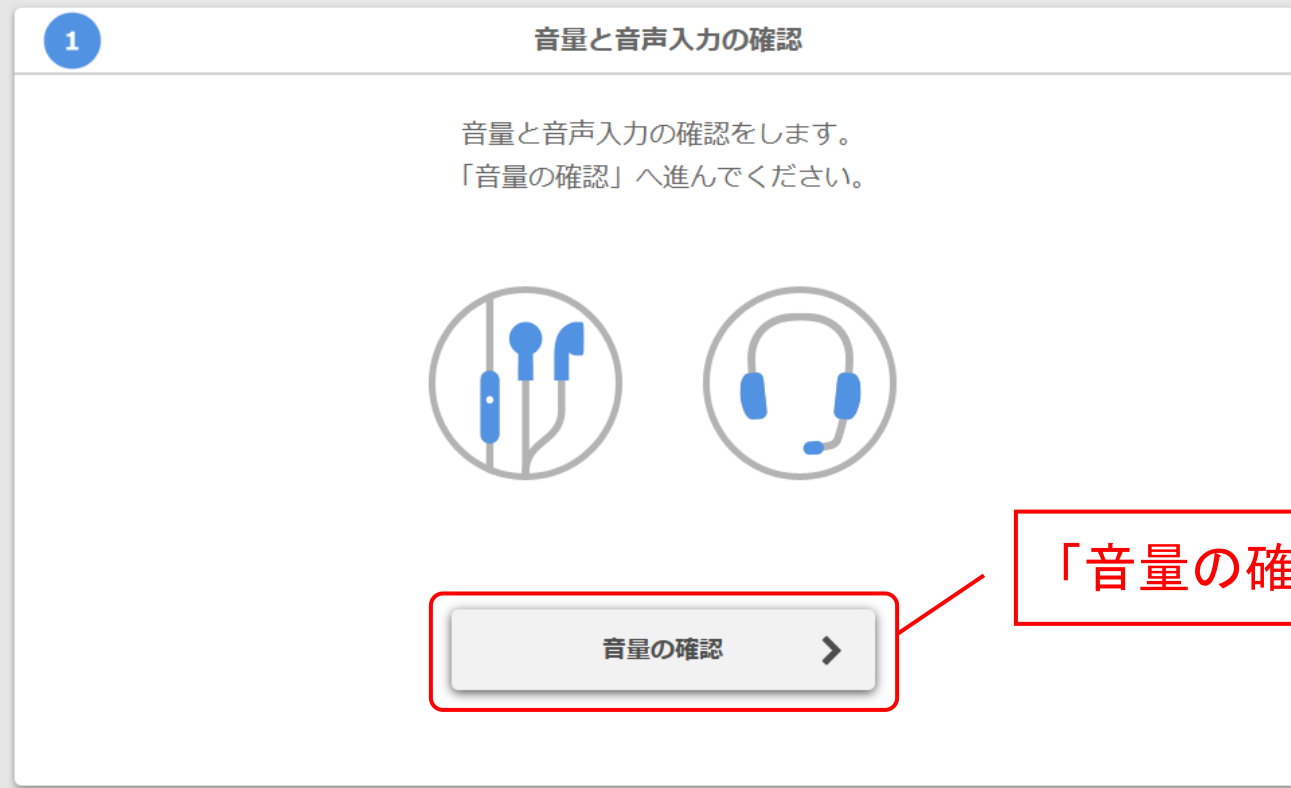 1
音量と音声入力の確認
音量と音声入力の確認をします。
「音量の確認」へ進んでください。
「音量の確
音量の確認